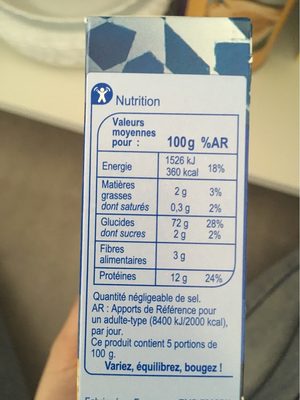 Nutrition
Valeurs
moyennes
pour : 100g %AR
Energie 1526 kJ
360 kcal 18%
Matières
grasses 2 g 3%
dont saturés 0,3 g 2%
Glucides 72 g 28%
dont sucres 2 g 2%
Fibres
alimentaires 3 g
Protéines 12 g 24%
Quantité négligeable de sel.
AR : Apports de Référence pour
un adulte-type (8400 kJ/2000 kcal),
par jour.
Ce produit contient 5 portions de
100 g.
Variez, équilibrez, bougez !